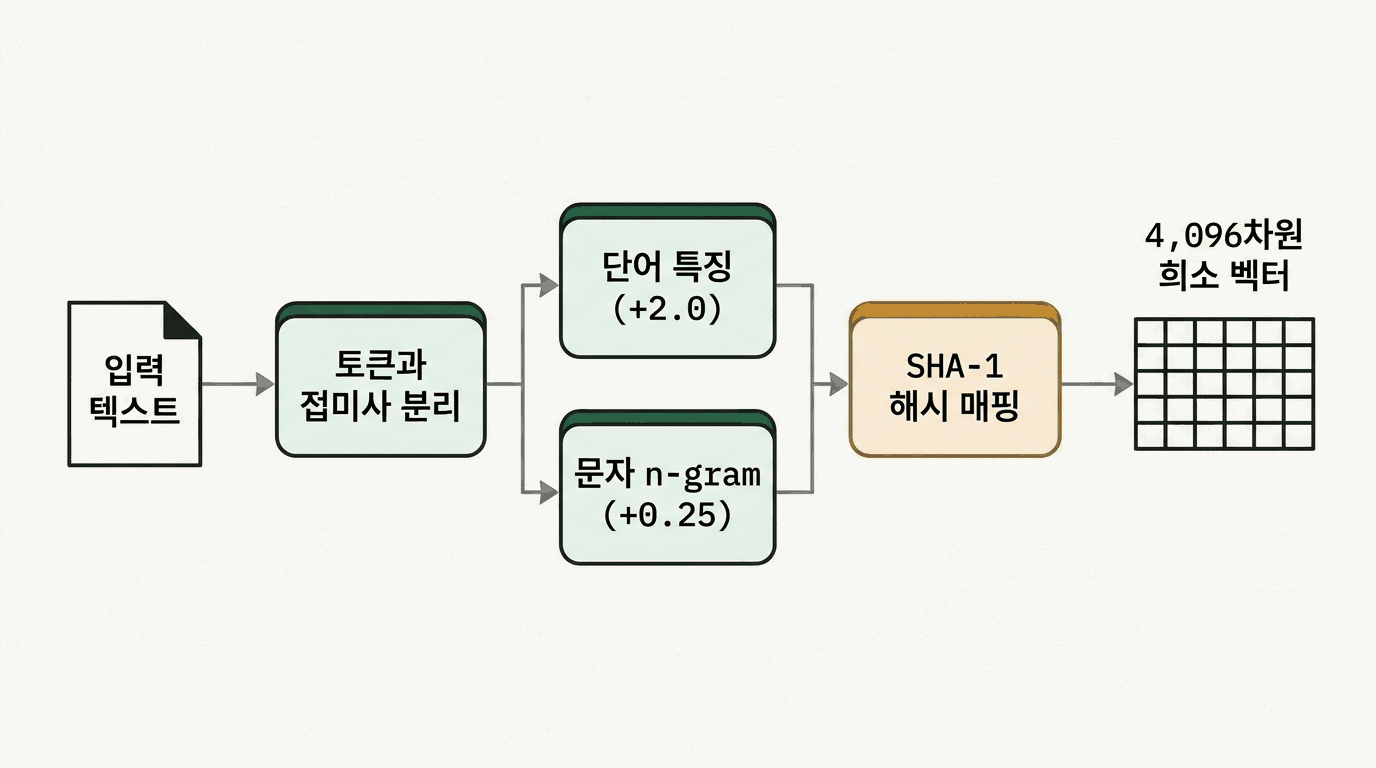 입력
텍스트
토큰과
접미사 분리
단어 특징
(+2.0)
문자 n-gram
(+0.25)
SHA-1
해시 매핑
4,096차원
희소 벡터